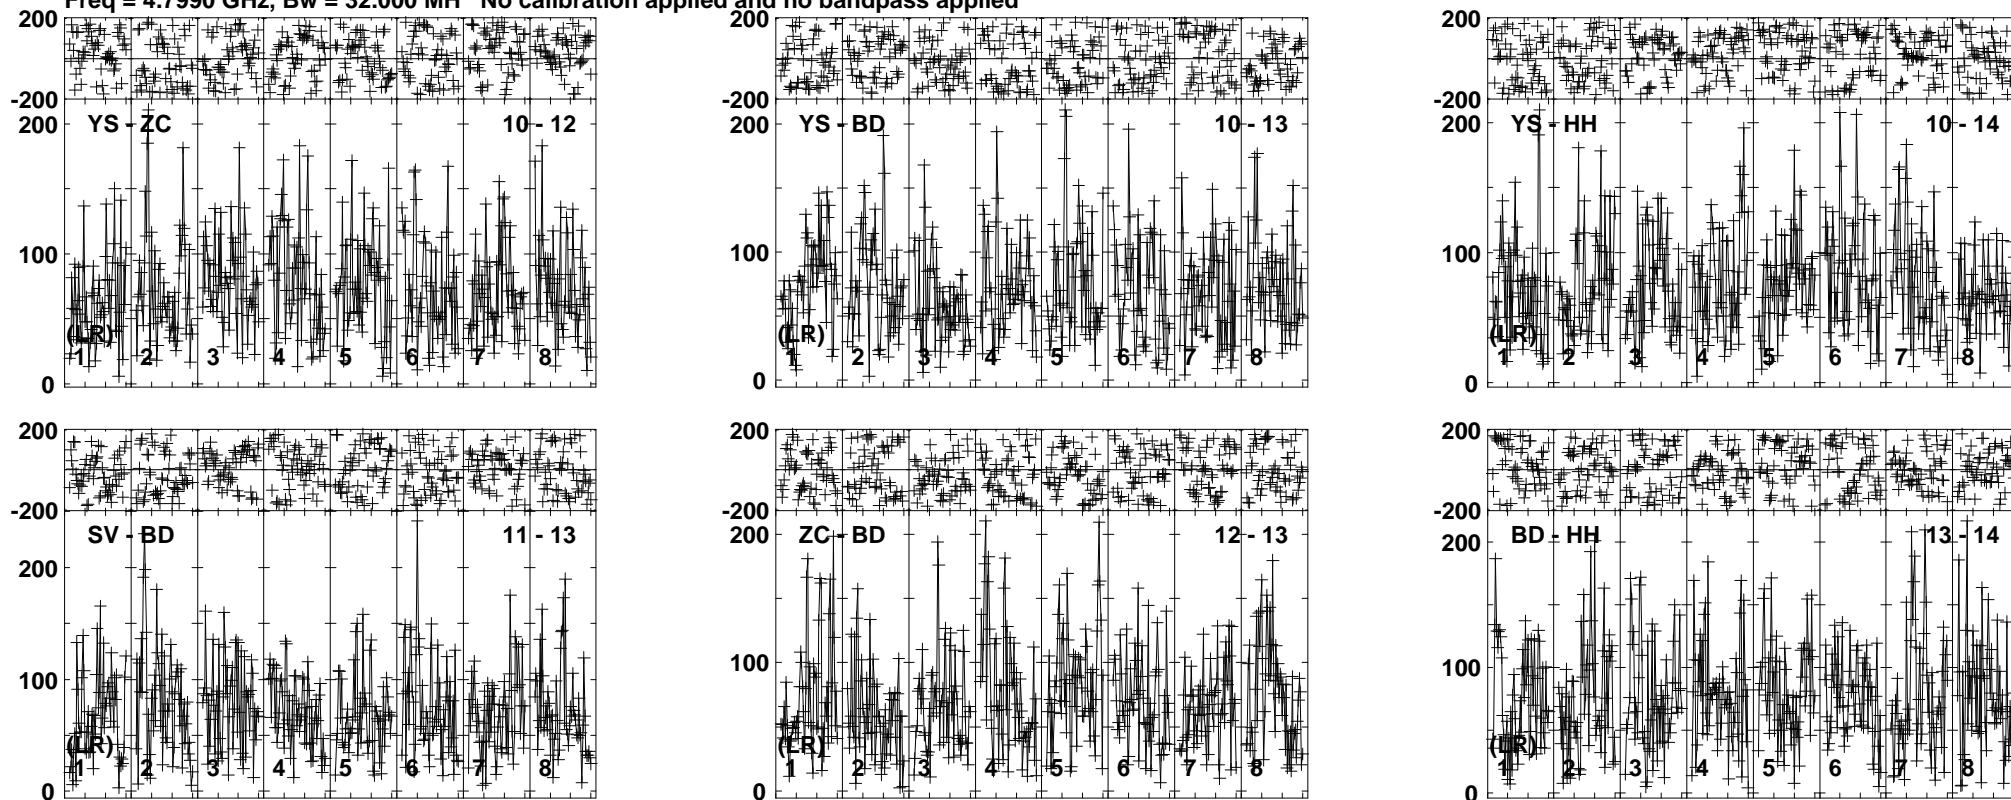 Freq = 4.7990 GHz, Bw = 32.000 MH No calibration applied and no bandpass applied
200 200 200
-200 -200 -200
200 YS - ZC 10 - 12 200 YS - BD 10 - 13 200 YS - HH 10 - 14
100 100 100
(LR) (LR) (LR)
1 2 3 4 5 6 7 8 1 2 3 4 5 6 7 8 1 2 3 4 5 6 7 8
0 0 0
200 200 200
-200 -200 -200
SV - BD 11 - 13 200 ZC - BD 12 - 13 200 BD - HH 13 - 14
200
100 100 100
(LR) (LR) (LR)
1 2 3 4 5 6 7 8 1 2 3 4 5 6 7 8 1 2 3 4 5 6 7 8
0 0 0